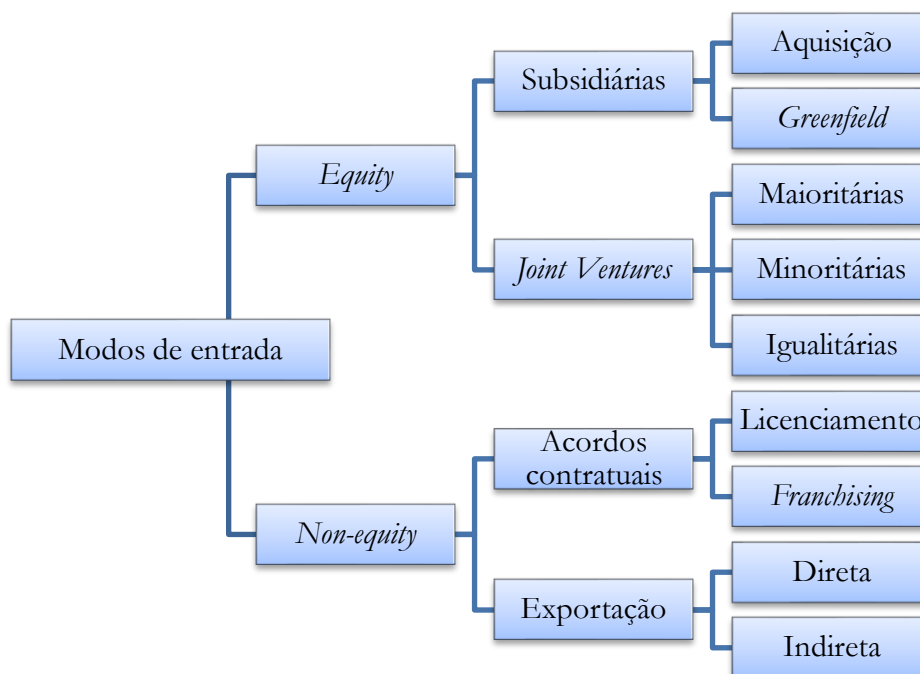 Modos de entrada
Equity
Subsidiárias
Aquisição
Greenfield
Joint Ventures
Maioritárias
Minoritárias
Igualitárias
Non-equity
Acordos
contratuais
Licenciamento
Franchising
Exportação
Direta
Indireta